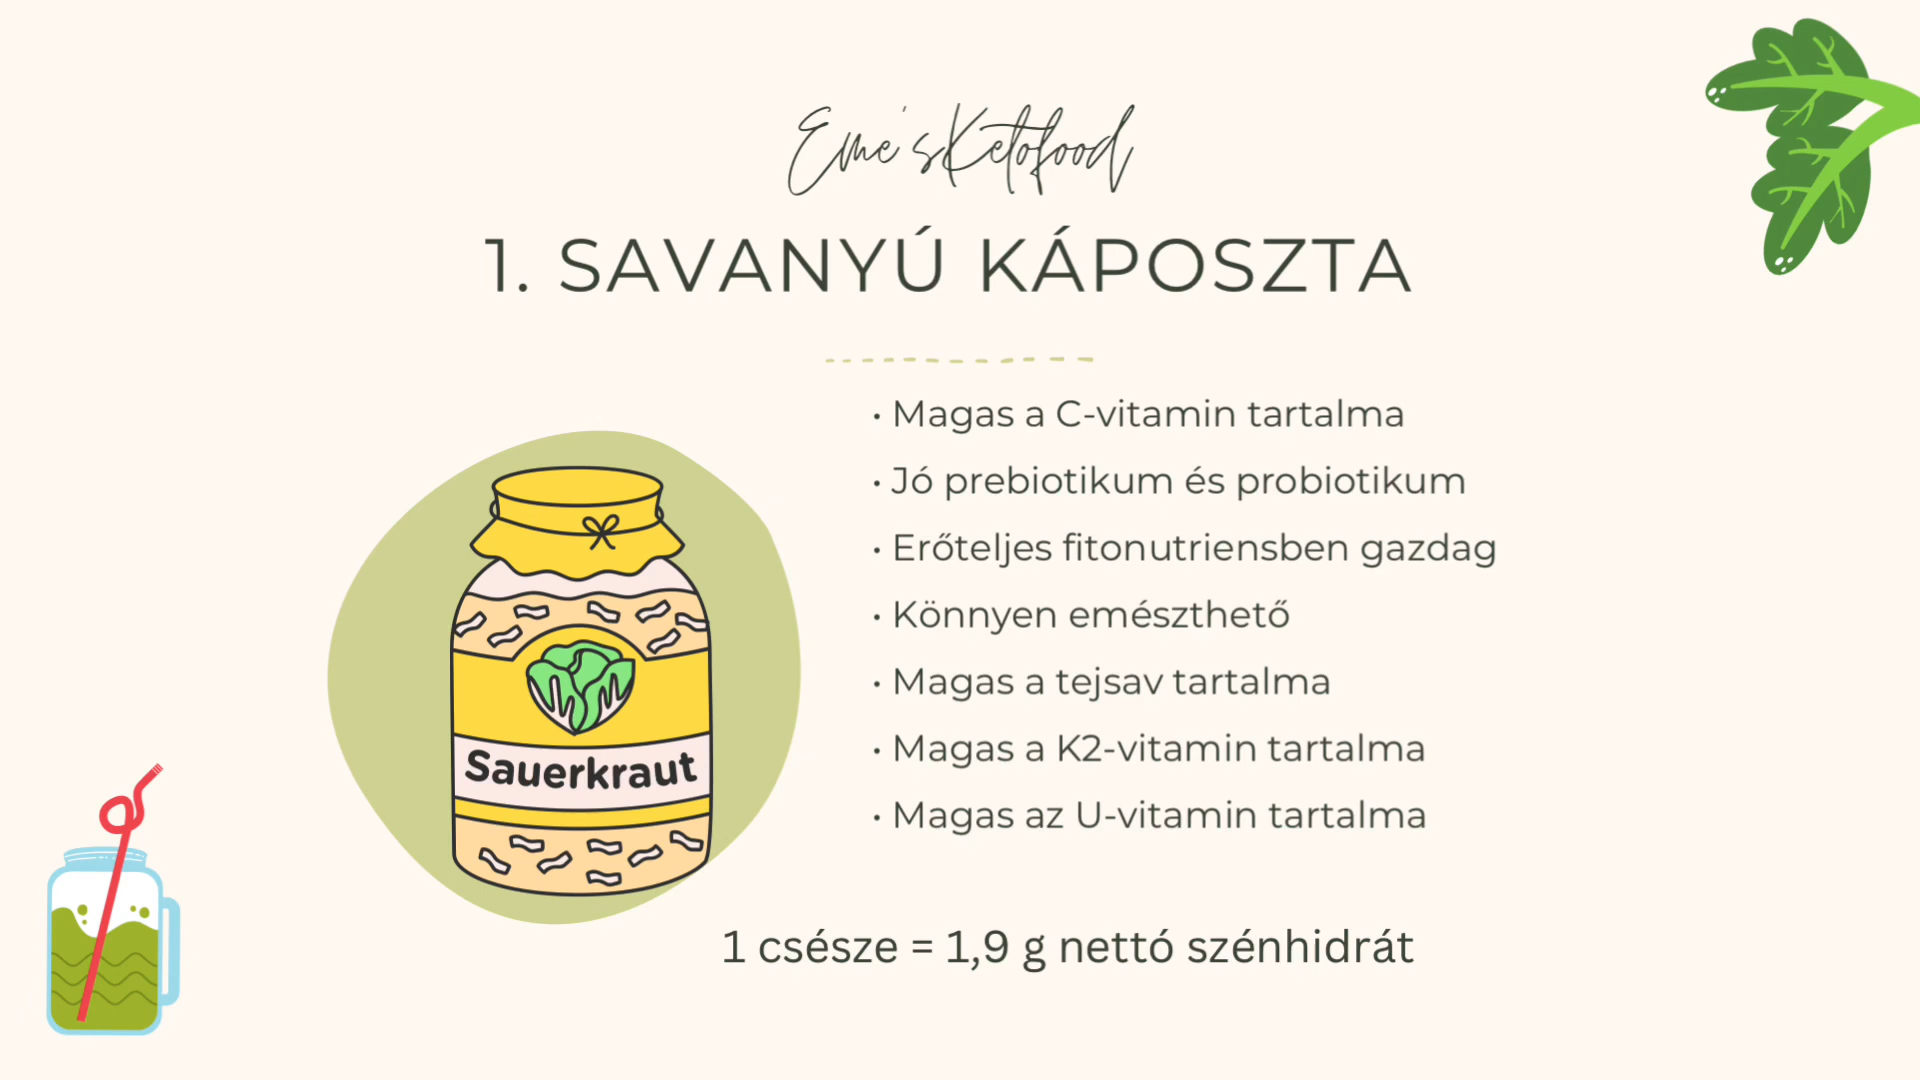 Eme'sKetofood
1. SAVANYÚ KÁPOSZTA
• Magas a C-vitamin tartalma
• Jó prebiotikum és probiotikum
• Erőteljes fitonutriensben gazdag
• Könnyen emészthető
• Magas a tejsav tartalma
• Magas a K2-vitamin tartalma
• Magas az U-vitamin tartalma
Sauerkraut
1 csésze = 1,9 g nettó szénhidrát